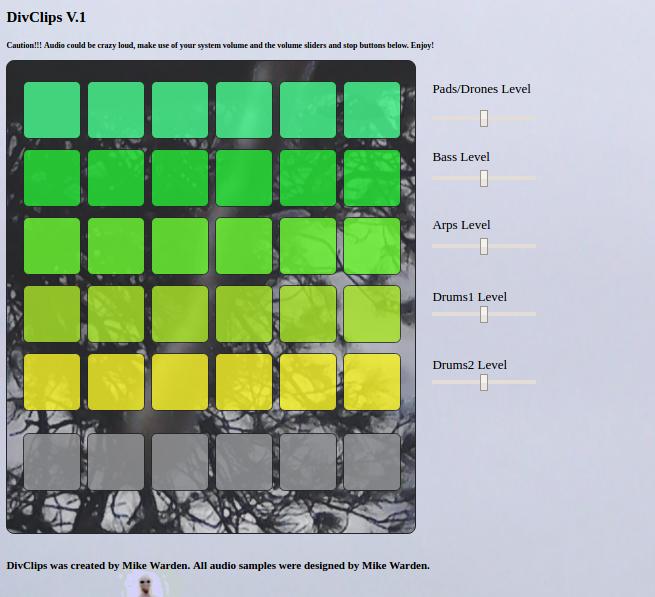 DivClips V.1
Caution!!! Audio could be crazy loud, make use of your system volume and the volume sliders and stop buttons below. Enjoy!
Pads/Drones Level
Bass Level
Arps Level
Drums1 Level
Drums2 Level
DivClips was created by Mike Warden. All audio samples were designed by Mike Warden.